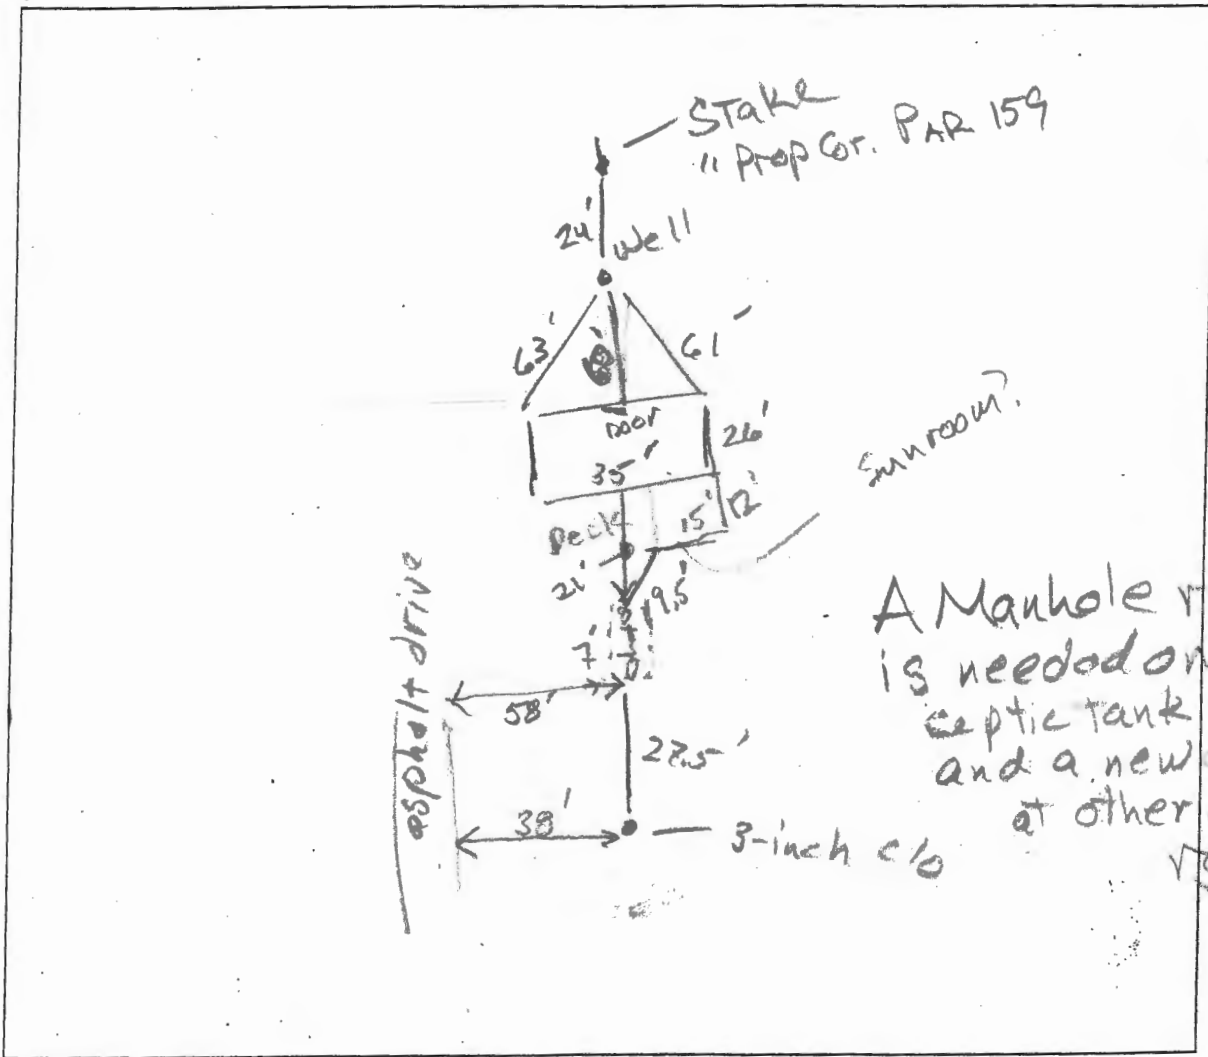 Stake
" Prop Cor. PAR 159
24'
Well
63'
61'
Door
26'
35'
Sunroom?
Deck
15'
12'
21'
9.5'
7'
asphalt drive
58'
27.5'
38'
3-inch c/o
A Manhole r
is needed on
septic tank
and a new
at other